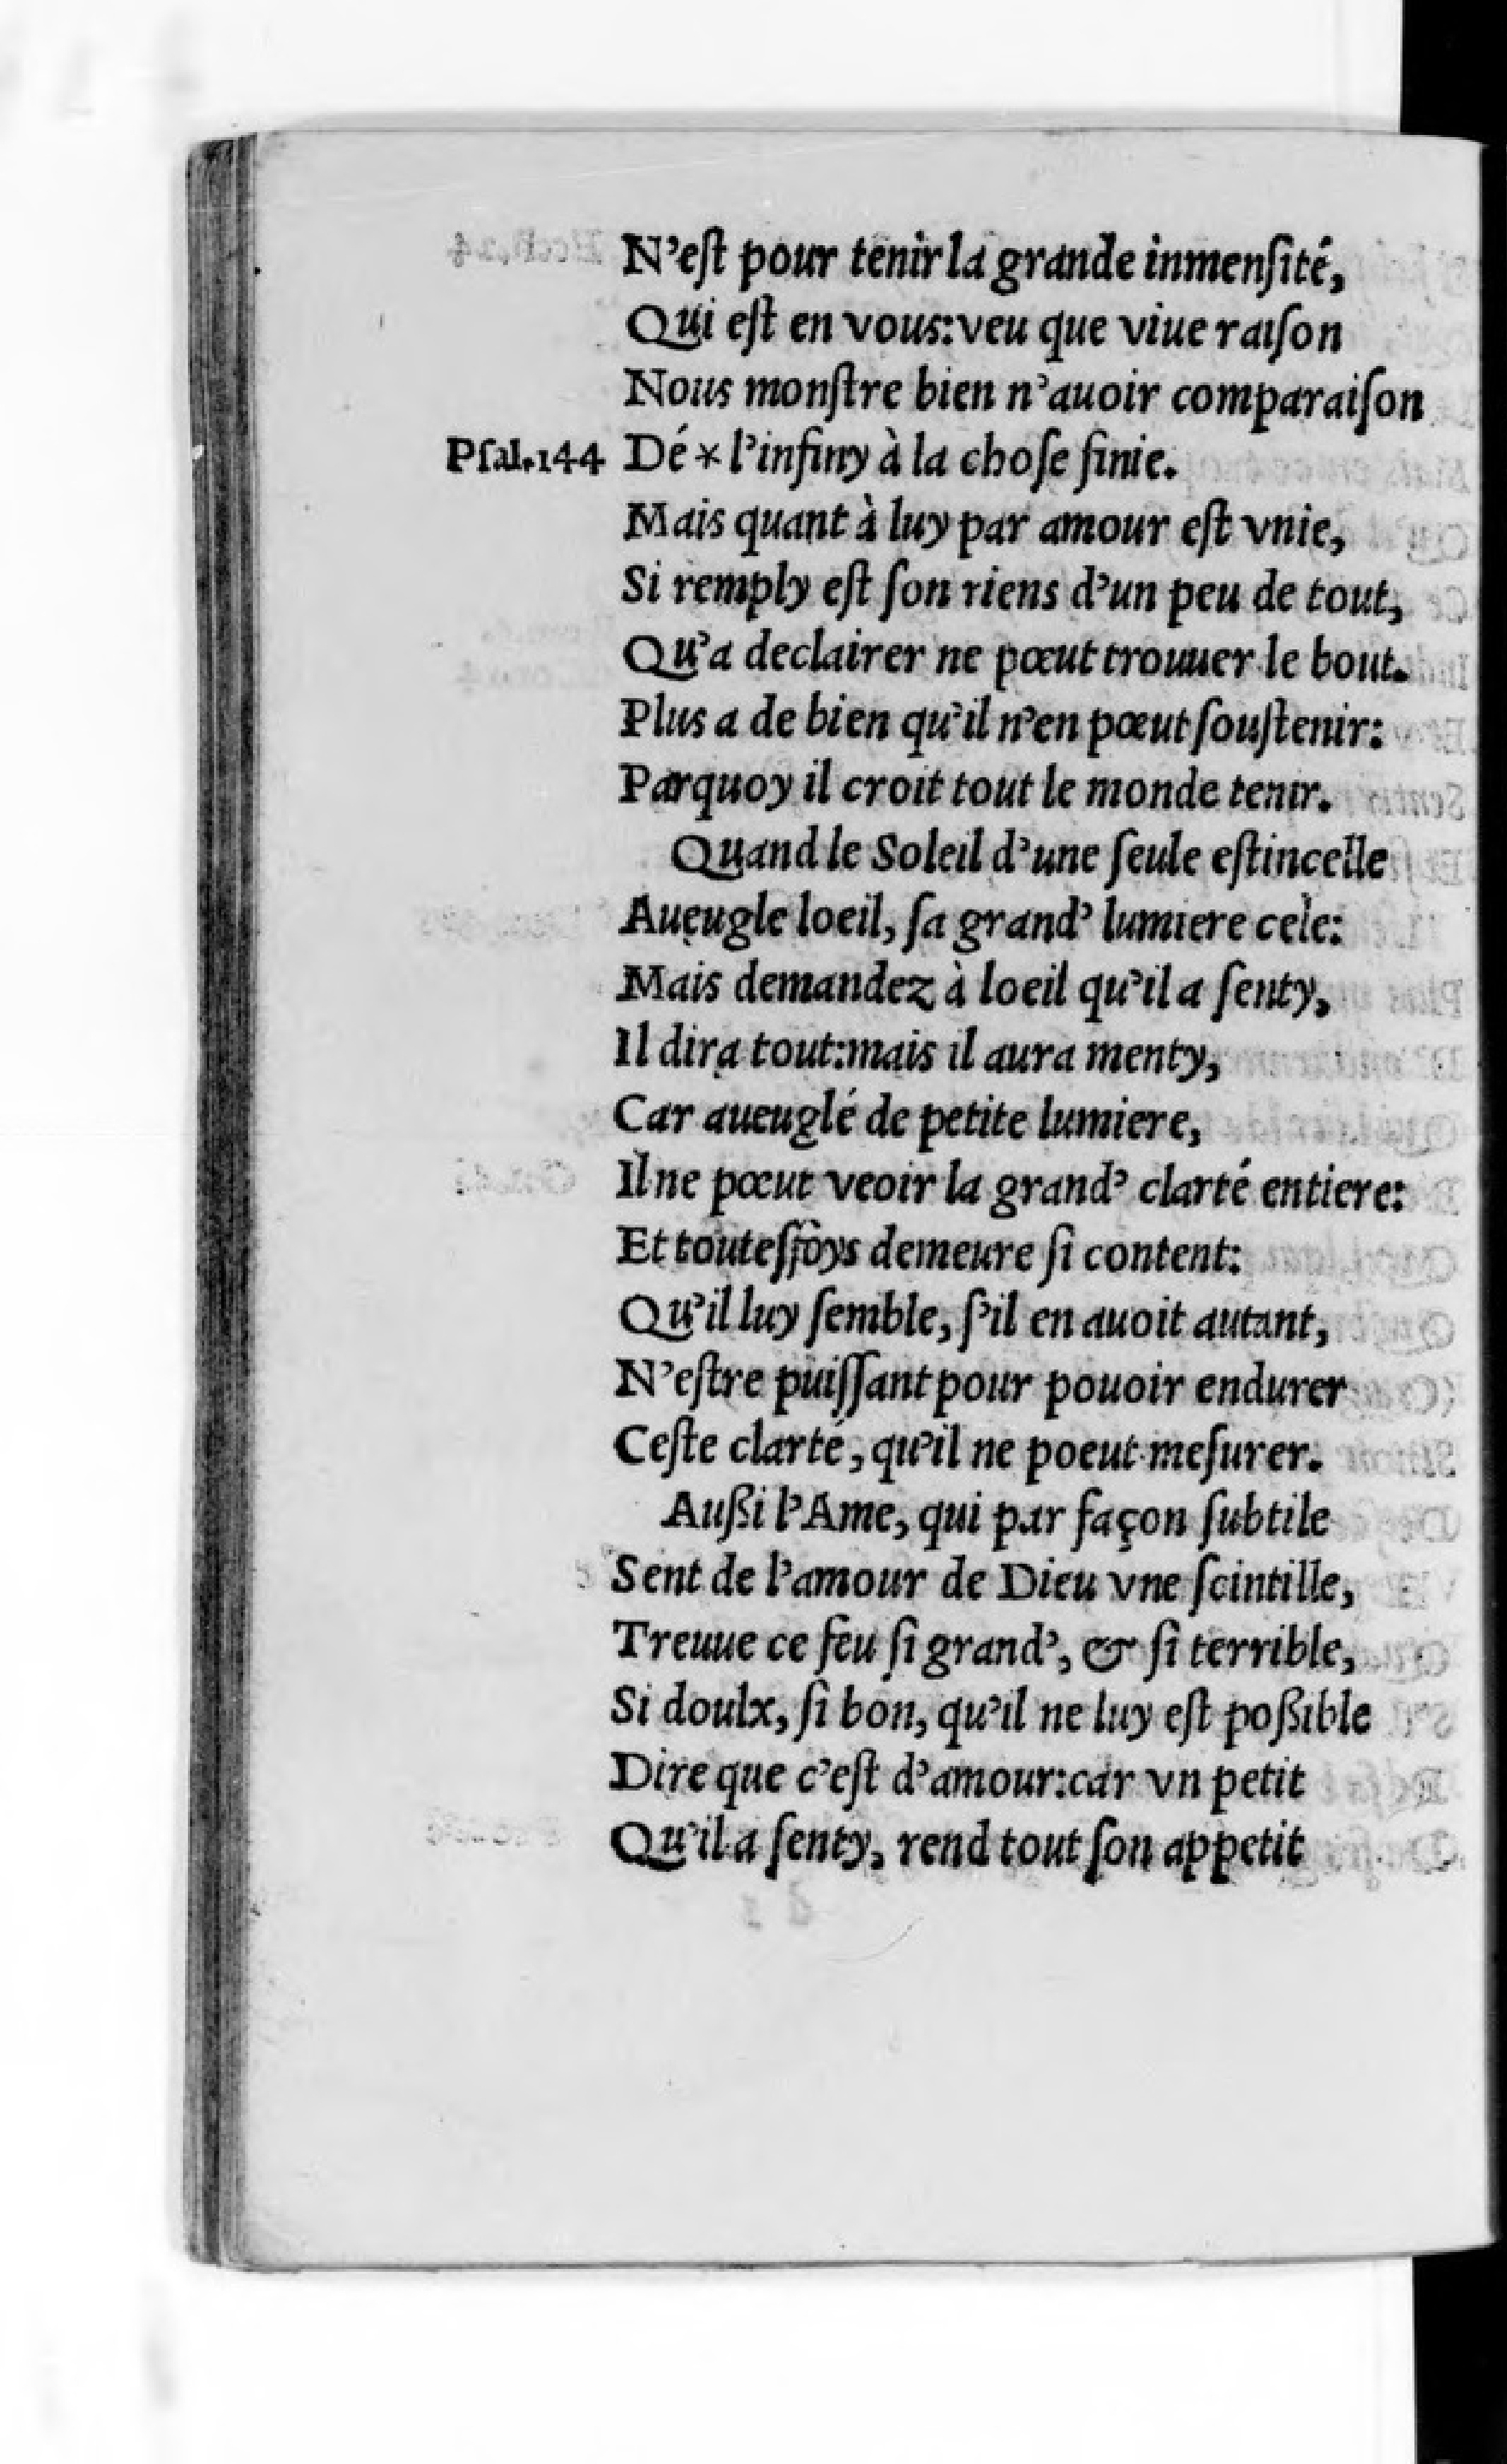 N'eſt pour tenir la grande inmenſité,
Qui eſt en vous:veu que viue raiſon
Nous monſtre bien n'auoir comparaiſon
Pſal.144 Dé * l'infiny à la choſe finie.
Mais quant à luy par amour eſt vnie,
Si remply eſt ſon riens d'un peu de tout,
Qu'a declairer ne pœut trouuer le bout.
Plus a de bien qu'il n'en pœut ſouſtenir:
Parquoy il croit tout le monde tenir.
Quand le Soleil d'une ſeule eſtincelle
Aueugle loeil, ſa grand' lumiere cele:
Mais demandez à loeil qu'il a ſenty,
Il dira tout:mais il aura menty,
Car aueuglé de petite lumiere,
Il ne pœut veoir la grand' clarté entiere:
Et touteſfoys demeure ſi content:
Qu'il luy ſemble, ſ'il en auoit autant,
N'eſtre puiſſant pour pouoir endurer
Ceſte clarté, qu'il ne poeut meſurer.
Außi l'Ame, qui par façon ſubtile
Sent de l'amour de Dieu vne ſcintille,
Treuue ce feu ſi grand', & ſi terrible,
Si doulx, ſi bon, qu'il ne luy eſt poßible
Dire que c'eſt d'amour:car vn petit
Qu'il a ſenty, rend tout ſon appetit